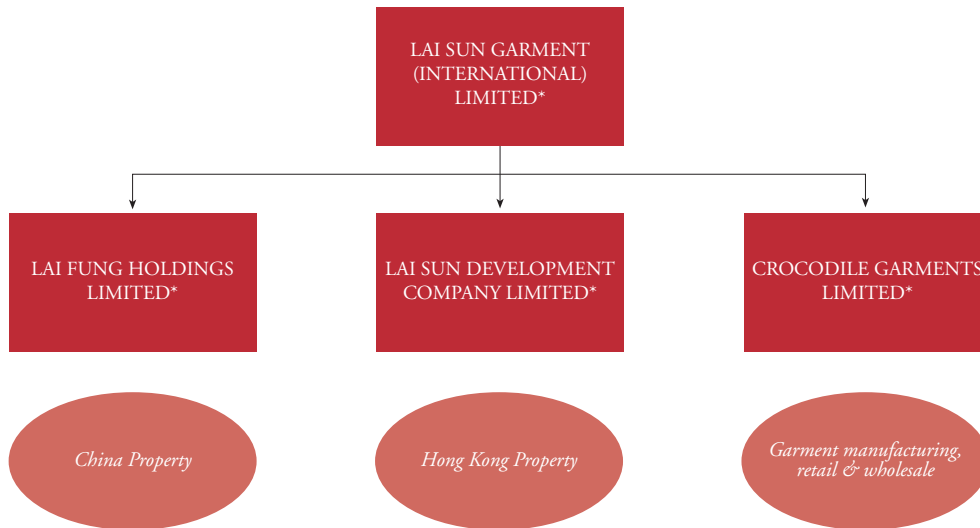 LAI SUN GARMENT
(INTERNATIONAL)
LIMITED*
LAI FUNG HOLDINGS
LIMITED*
LAI SUN DEVELOPMENT
COMPANY LIMITED*
CROCODILE GARMENTS
LIMITED*
China Property
Hong Kong Property
Garment manufacturing,
retail & wholesale